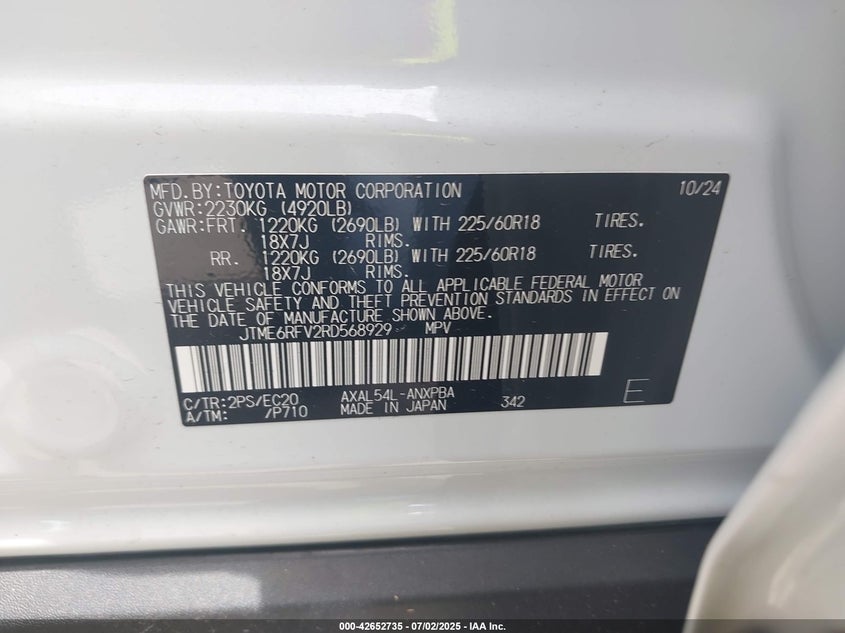 MFD.BY:TOYOTA MOTOR CORPORATION 10/24
GVWR:2230KG (4920LB)
GAWR:FRT. 1220KG (2690LB) WITH 225/60R18 TIRES.
18X7J RIMS.
RR. 1220KG (2690LB) WITH 225/60R18 TIRES.
18X7J RIMS.
THIS VEHICLE CONFORMS TO ALL APPLICABLE FEDERAL MOTOR
VEHICLE SAFETY AND THEFT PREVENTION STANDARDS IN EFFECT ON
THE DATE OF MANUFACTURE SHOWN ABOVE.
JTME6RFV2RD568929 MPV
C/TR:2PS/EC20 AXAL54L-ANXPBA
A/TM: /P710 MADE IN JAPAN 342 E
000-42652735 - 07/02/2025 - IAA Inc.